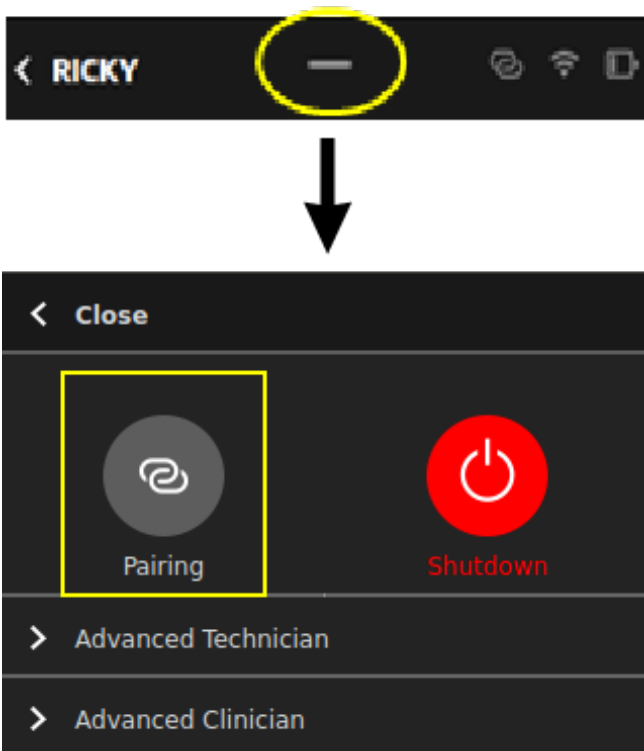 RICKY
Close
Pairing
Shutdown
Advanced Technician
Advanced Clinician